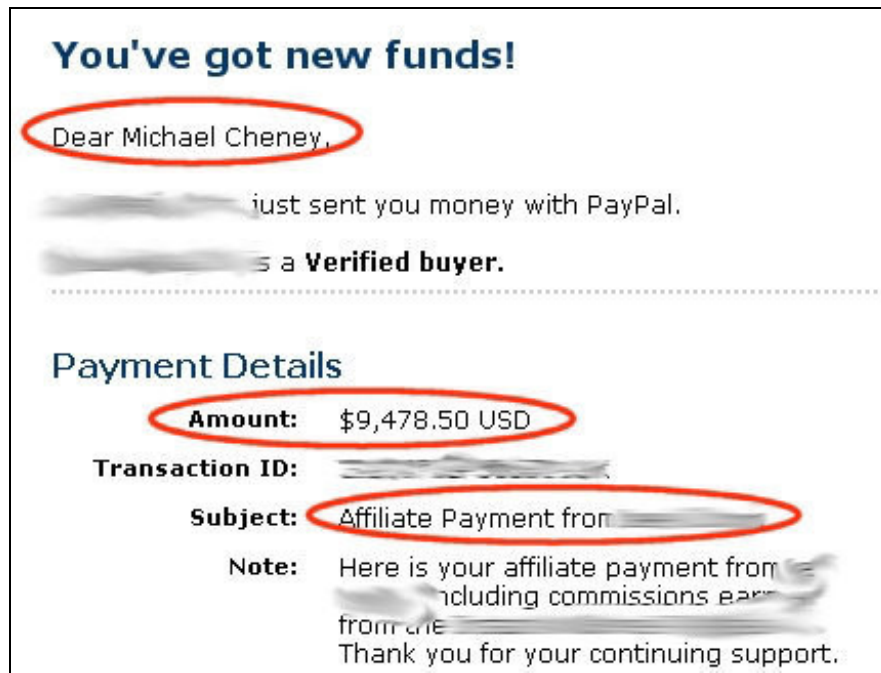 You've got new funds!
Dear Michael Cheney,
just sent you money with PayPal.
a Verified buyer.
Payment Details
Amount: $9,478.50 USD
Transaction ID:
Subject: Affiliate Payment from
Note: Here is your affiliate payment from
including commissions
from the
Thank you for your continuing support.